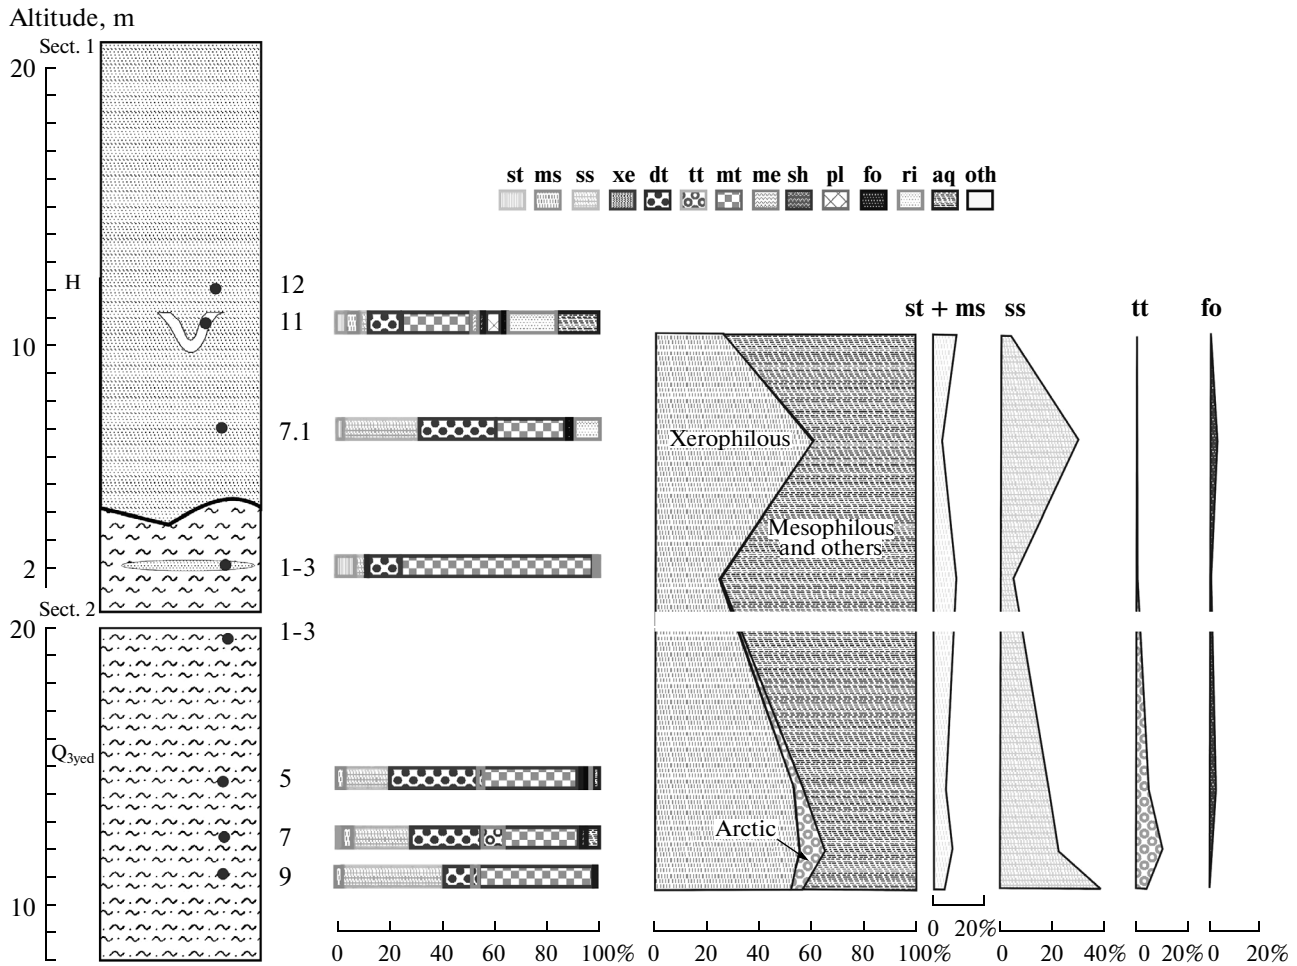 Altitude, m
Sect. 1
20
st ms ss xe dt tt mt me sh pl fo ri aq oth
H
12
11
st + ms ss tt fo
10
7.1
Xerophilous
Mesophilous
and others
2
1-3
Sect. 2
20
1-3
Q3yed
5
Arctic
7
9
10
0 20 40 60 80 100%
0 20 40 60 80 100%
0 20%
0 20 40%
0 20%
0 20%